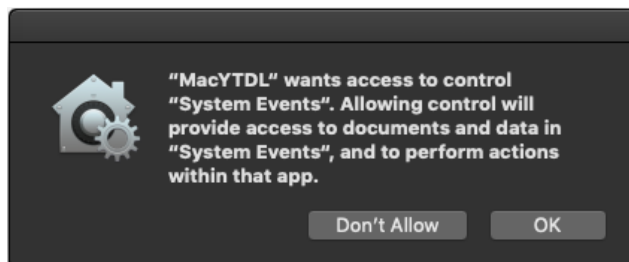 “MacYTDL” wants access to control
“System Events”. Allowing control will
provide access to documents and data in
“System Events”, and to perform actions
within that app.
Don’t Allow
OK